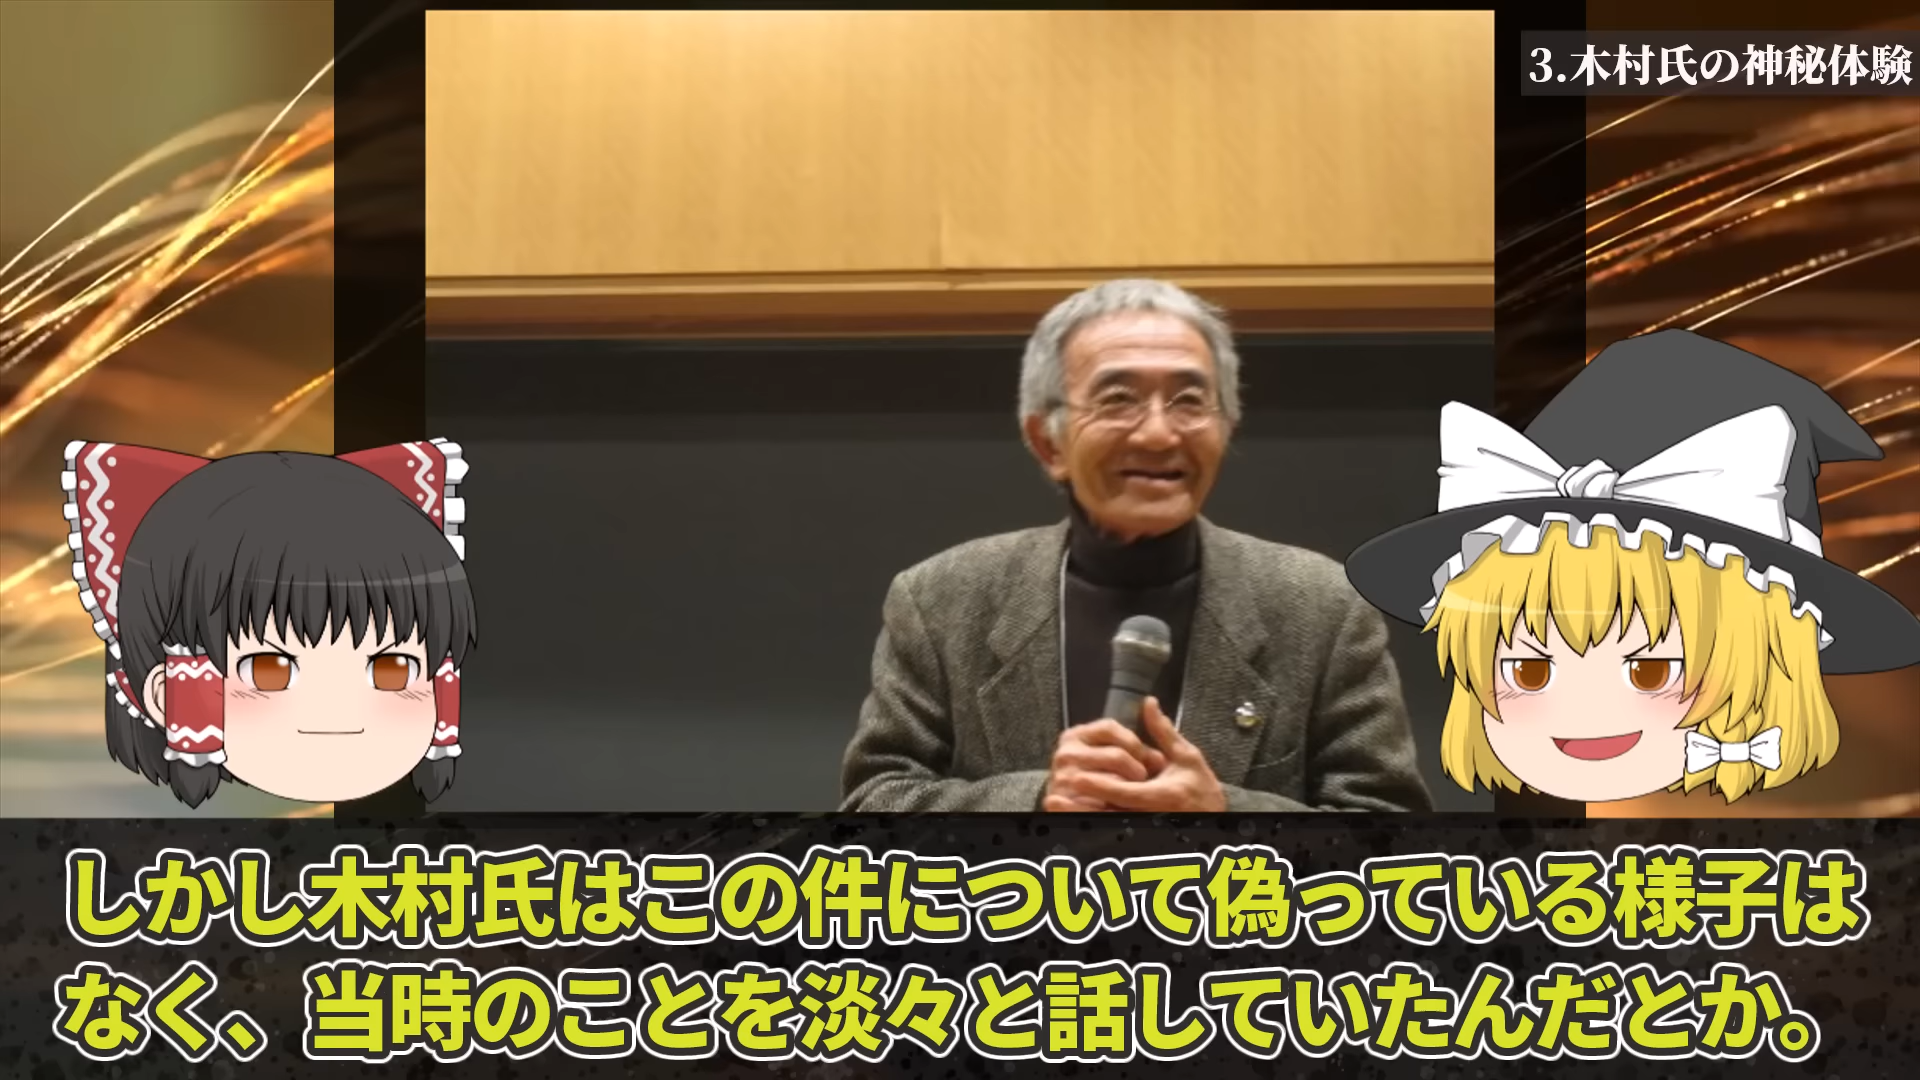 3.木村氏の神秘体験
しかし木村氏はこの件について偽っている様子は
なく、当時のことを淡々と話していたんだとか。